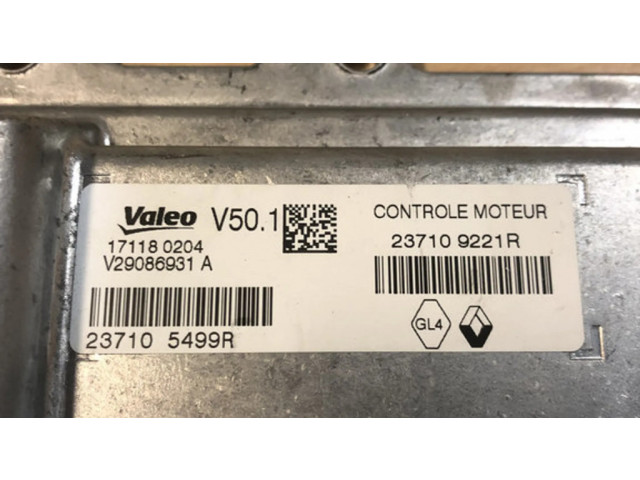 Valeo V50.1
17118 0204
V29086931 A
23710 5499R
CONTROLE MOTEUR
23710 9221R
GL4